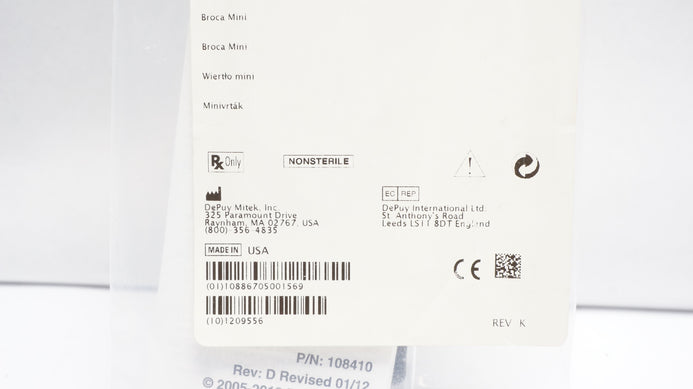 Broca Mini
Broca Mini
Wiertło mini
Minivrták
Rx Only
NONSTERILE
DePuy Mitek, Inc.
325 Paramount Drive
Raynham, MA 02767, USA
(800)-356-4835
EC REP
DePuy International Ltd.
St. Anthony's Road
Leeds LS11 8DT England
MADE IN USA
(01)10886705001569
CE
(10)1209556
REV K
P/N: 108410
Rev: D Revised 01/12